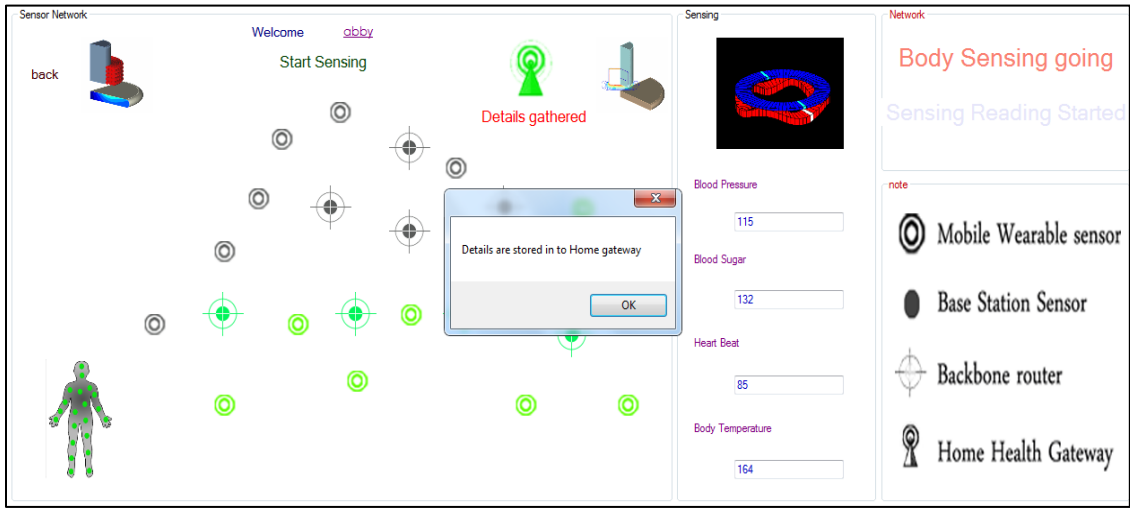 Sensor Network
Welcome abby
Start Sensing
back
Details gathered
Details are stored in to Home gateway
OK
Sensing
Blood Pressure
115
Blood Sugar
132
Heart Beat
85
Body Temperature
164
Network
Body Sensing going
Sensing Reading Started
note
Mobile Wearable sensor
Base Station Sensor
Backbone router
Home Health Gateway